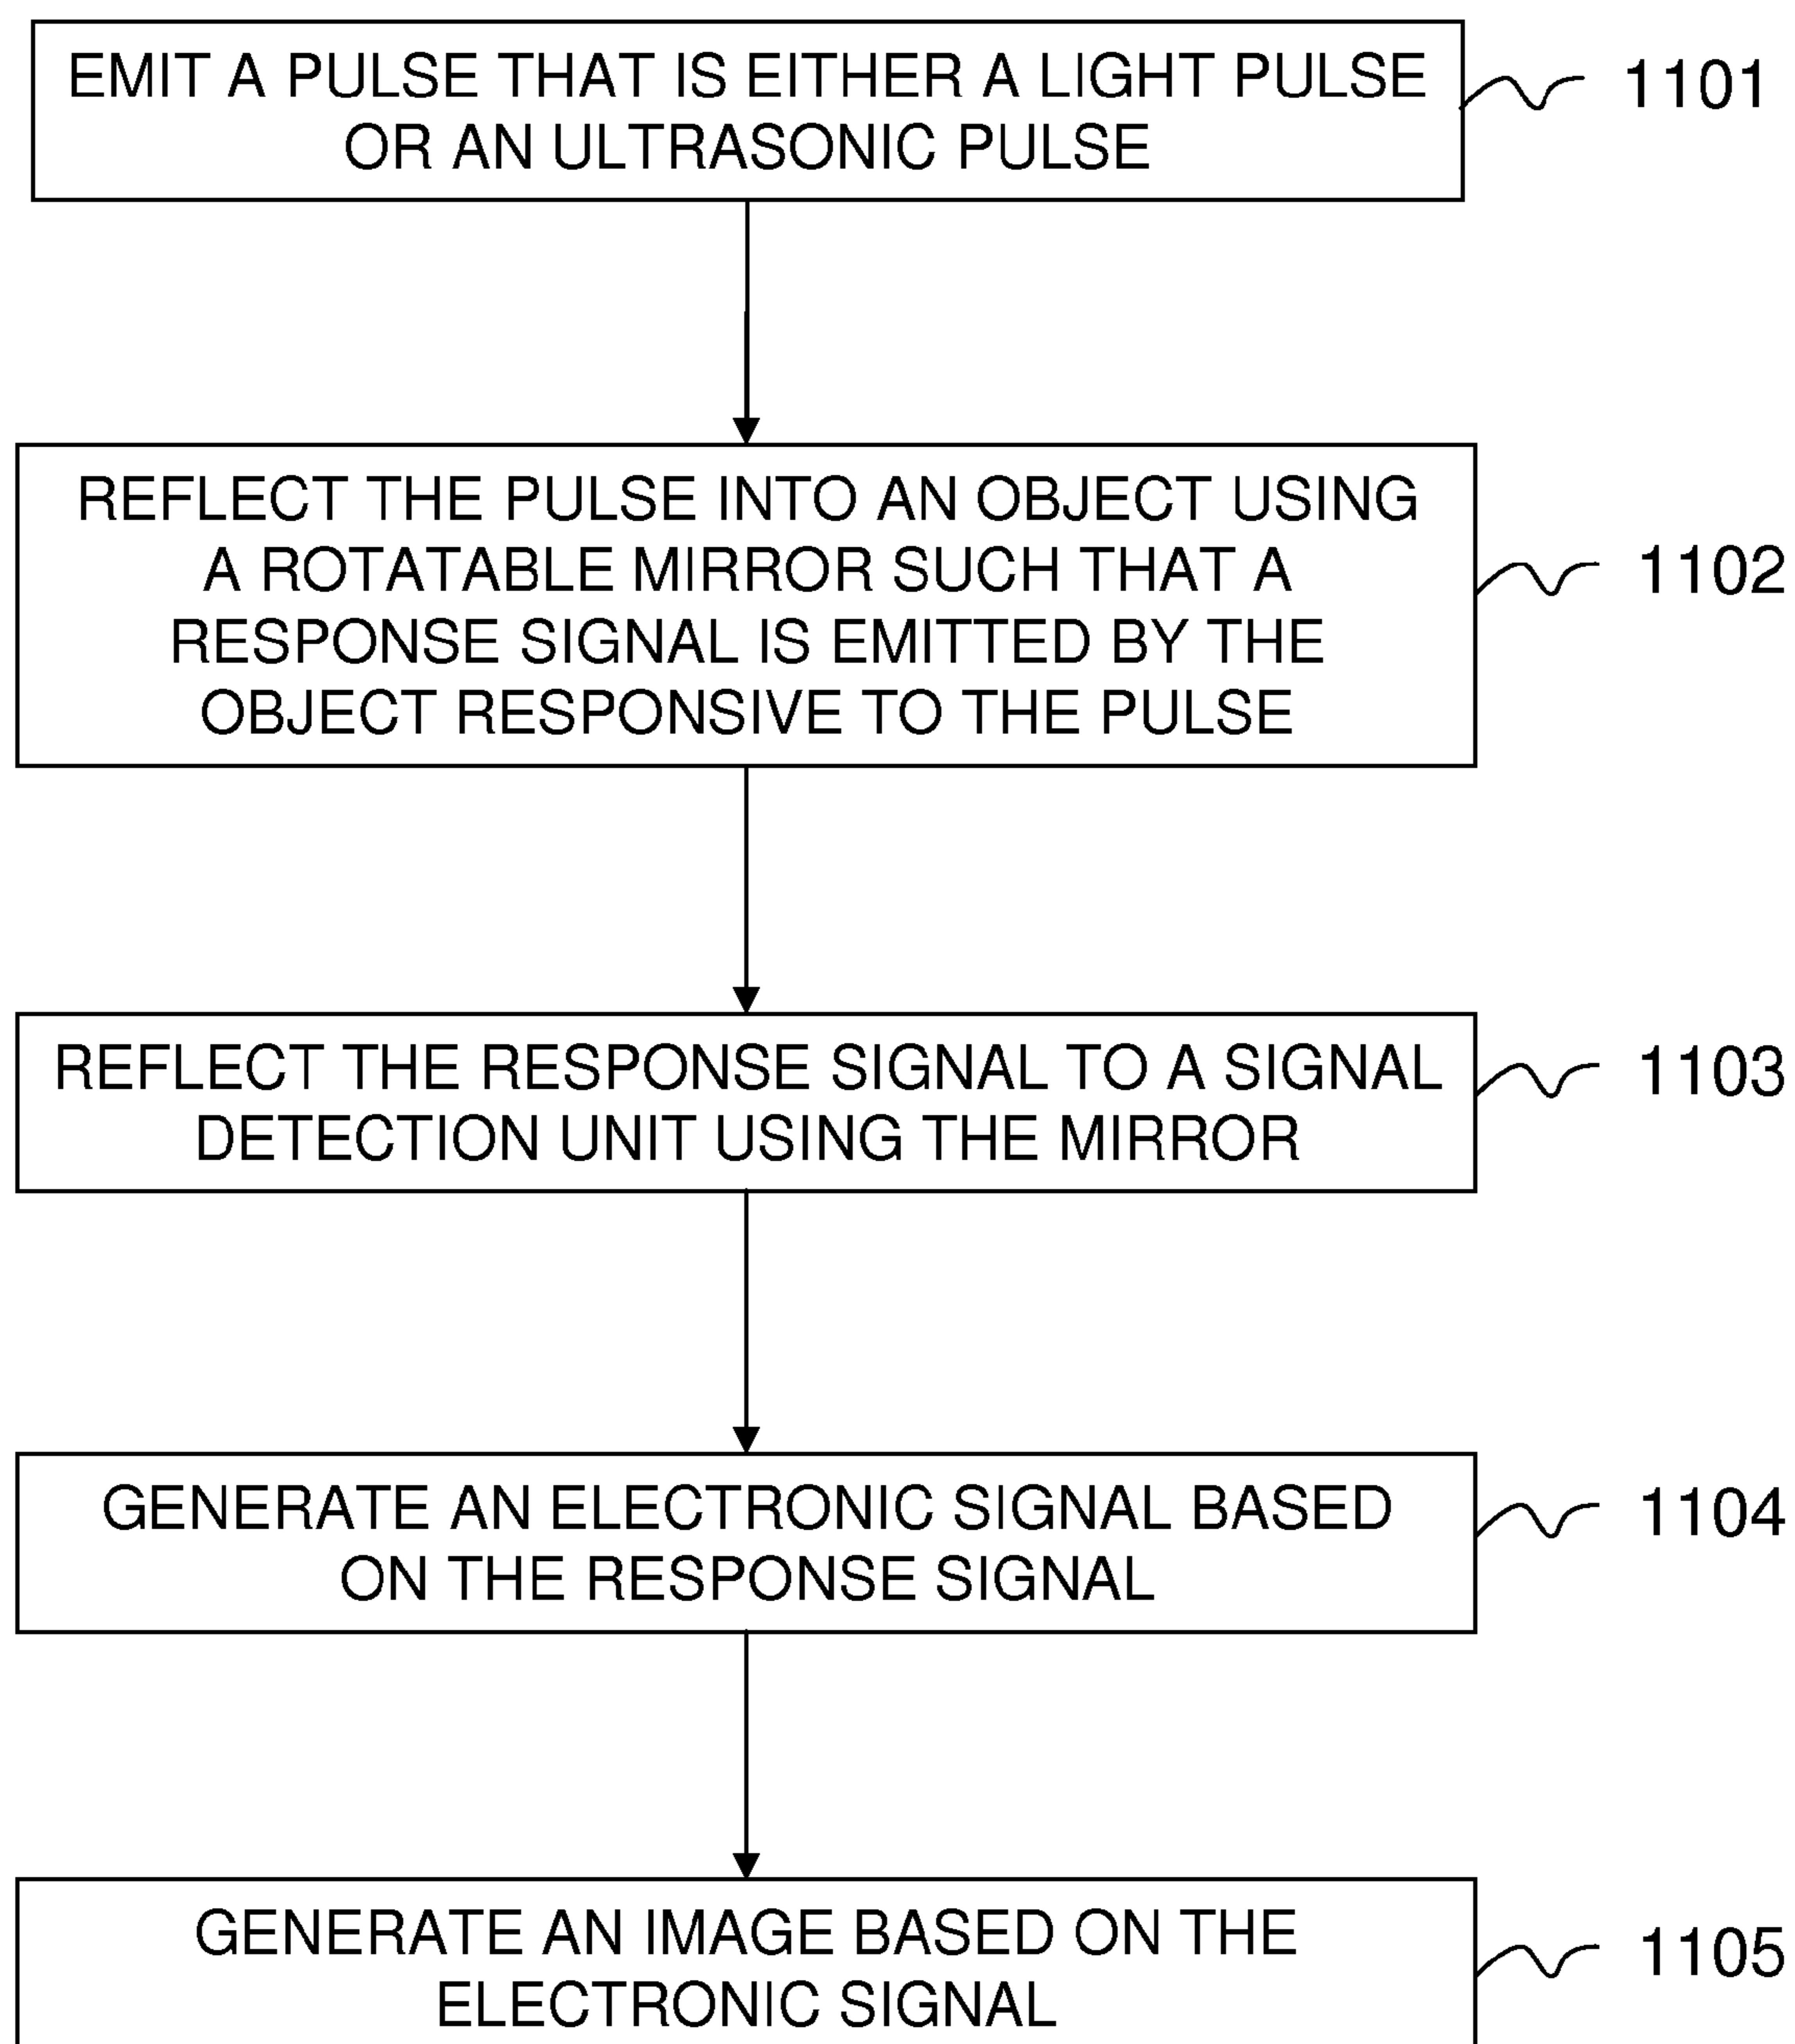 EMIT A PULSE THAT IS EITHER A LIGHT PULSE
OR AN ULTRASONIC PULSE
1101
REFLECT THE PULSE INTO AN OBJECT USING
A ROTATABLE MIRROR SUCH THAT A
RESPONSE SIGNAL IS EMITTED BY THE
OBJECT RESPONSIVE TO THE PULSE
1102
REFLECT THE RESPONSE SIGNAL TO A SIGNAL
DETECTION UNIT USING THE MIRROR
1103
GENERATE AN ELECTRONIC SIGNAL BASED
ON THE RESPONSE SIGNAL
1104
GENERATE AN IMAGE BASED ON THE
ELECTRONIC SIGNAL
1105